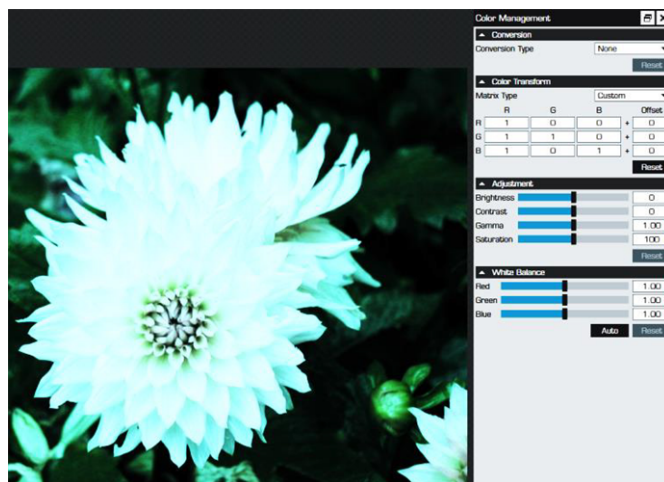 Color Management
Conversion
Conversion Type None
Reset
Color Transform
Matrix Type Custom
R G B Offset
R 1 0 0 + 0
G 1 1 0 + 0
B 1 0 1 + 0
Reset
Adjustment
Brightness 0
Contrast 0
Gamma 1.00
Saturation 100
Reset
White Balance
Red 1.00
Green 1.00
Blue 1.00
Auto Reset